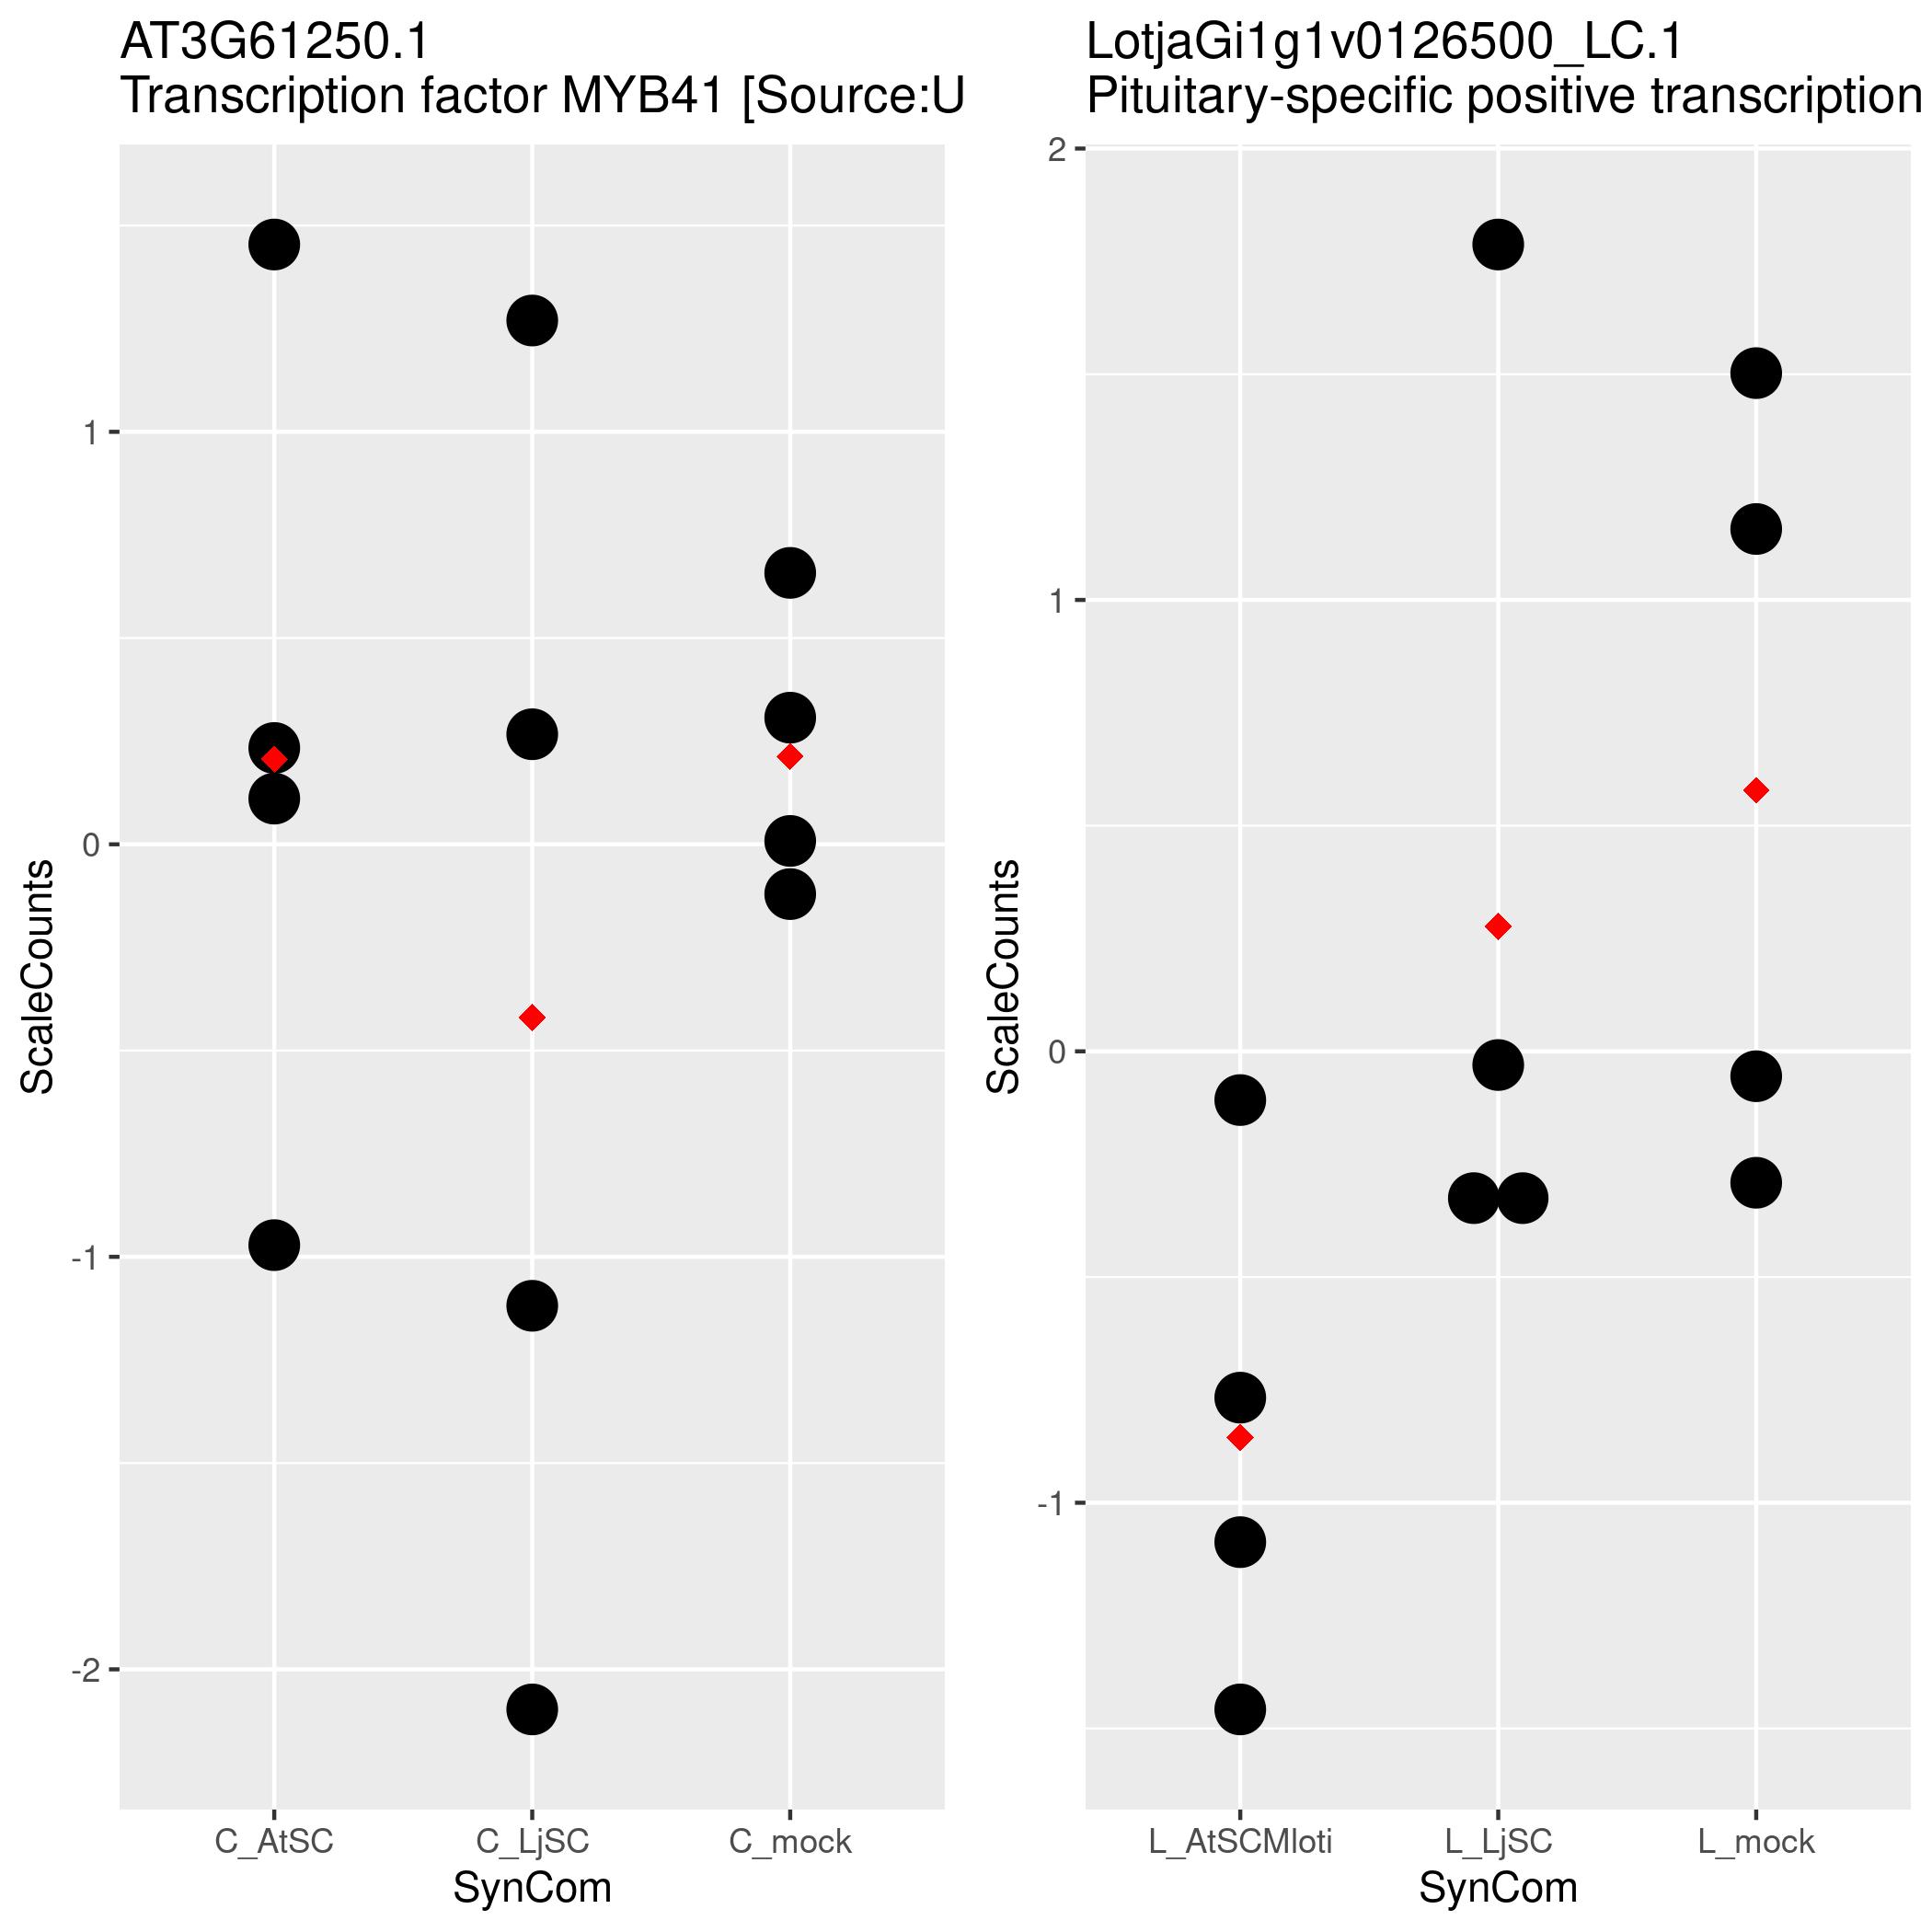 AT3G61250.1
Transcription factor MYB41 [Source:U
1
0
-1
-2
ScaleCounts
C_AtSC C_LjSC C_mock
SynCom
LotjaGi1g1v0126500_LC.1
Pituitary-specific positive transcription
2
1
0
-1
ScaleCounts
L_AtSCMloti L_LjSC L_mock
SynCom